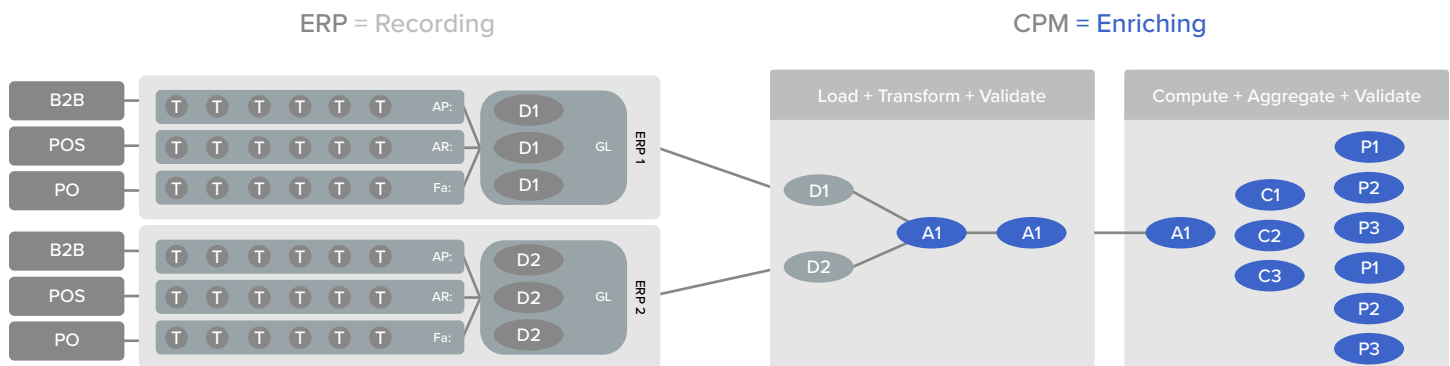 ERP = Recording
CPM = Enriching
B2B
POS
PO
T T T T T T AP:
T T T T T T AR:
T T T T T T Fa:
D1
D1
D1
GL
ERP 1
B2B
POS
PO
T T T T T T AP:
T T T T T T AR:
T T T T T T Fa:
D2
D2
D2
GL
ERP 2
Load + Transform + Validate
D1
D2
A1
A1
Compute + Aggregate + Validate
A1
C1
C2
C3
P1
P2
P3
P1
P2
P3